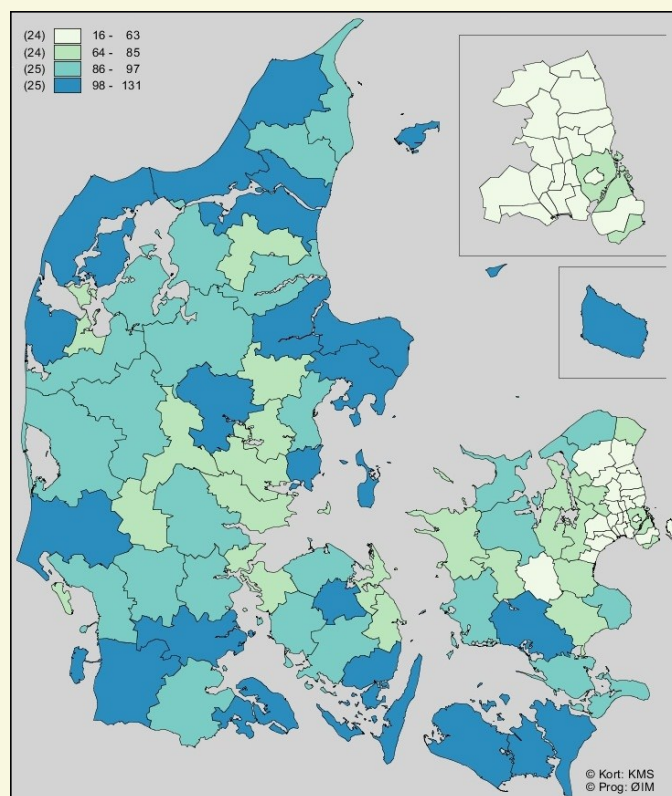 (24) 16 - 63
(24) 64 - 85
(25) 86 - 97
(25) 98 - 131
© Kort: KMS
© Prog: ØIM